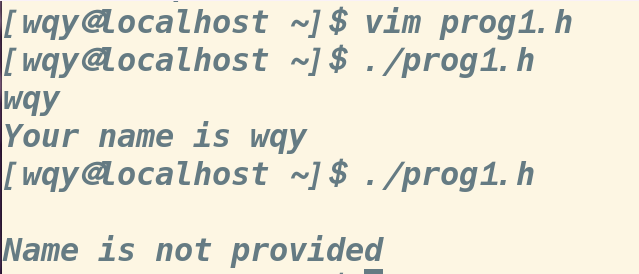 [wqy@localhost ~]$ vim prog1.h
[wqy@localhost ~]$ ./prog1.h
wqy
Your name is wqy
[wqy@localhost ~]$ ./prog1.h
Name is not provided